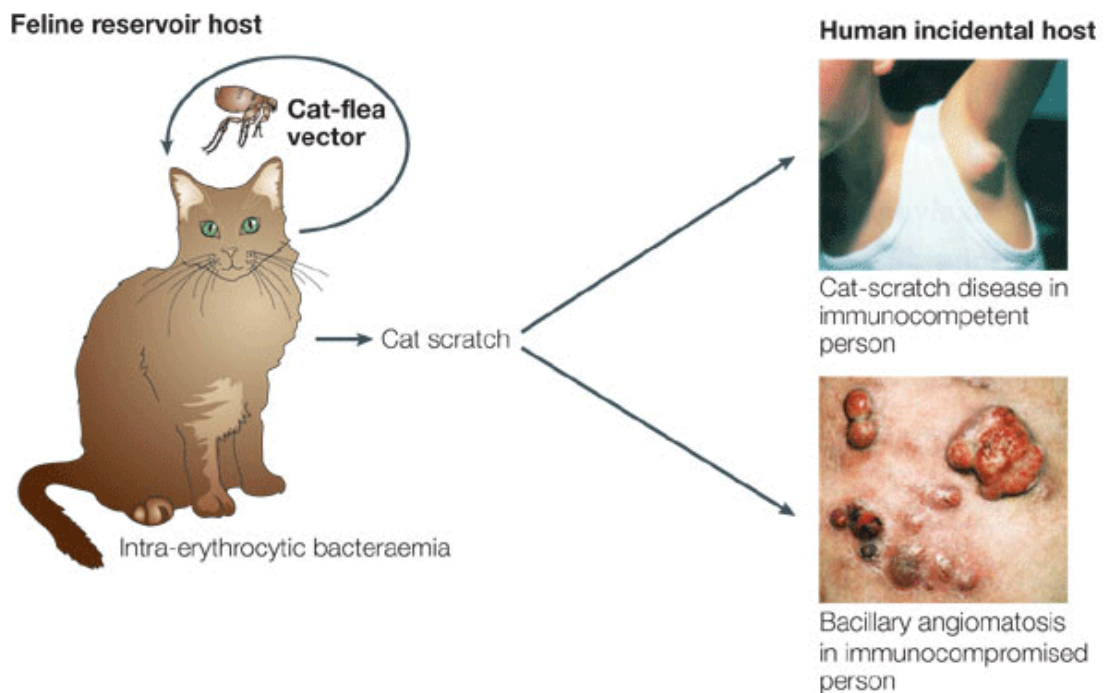 Feline reservoir host
Cat-flea
vector
Cat scratch
Intra-erythrocytic bacteraemia
Human incidental host
Cat-scratch disease in
immunocompetent
person
Bacillary angiomatosis
in immunocompromised
person